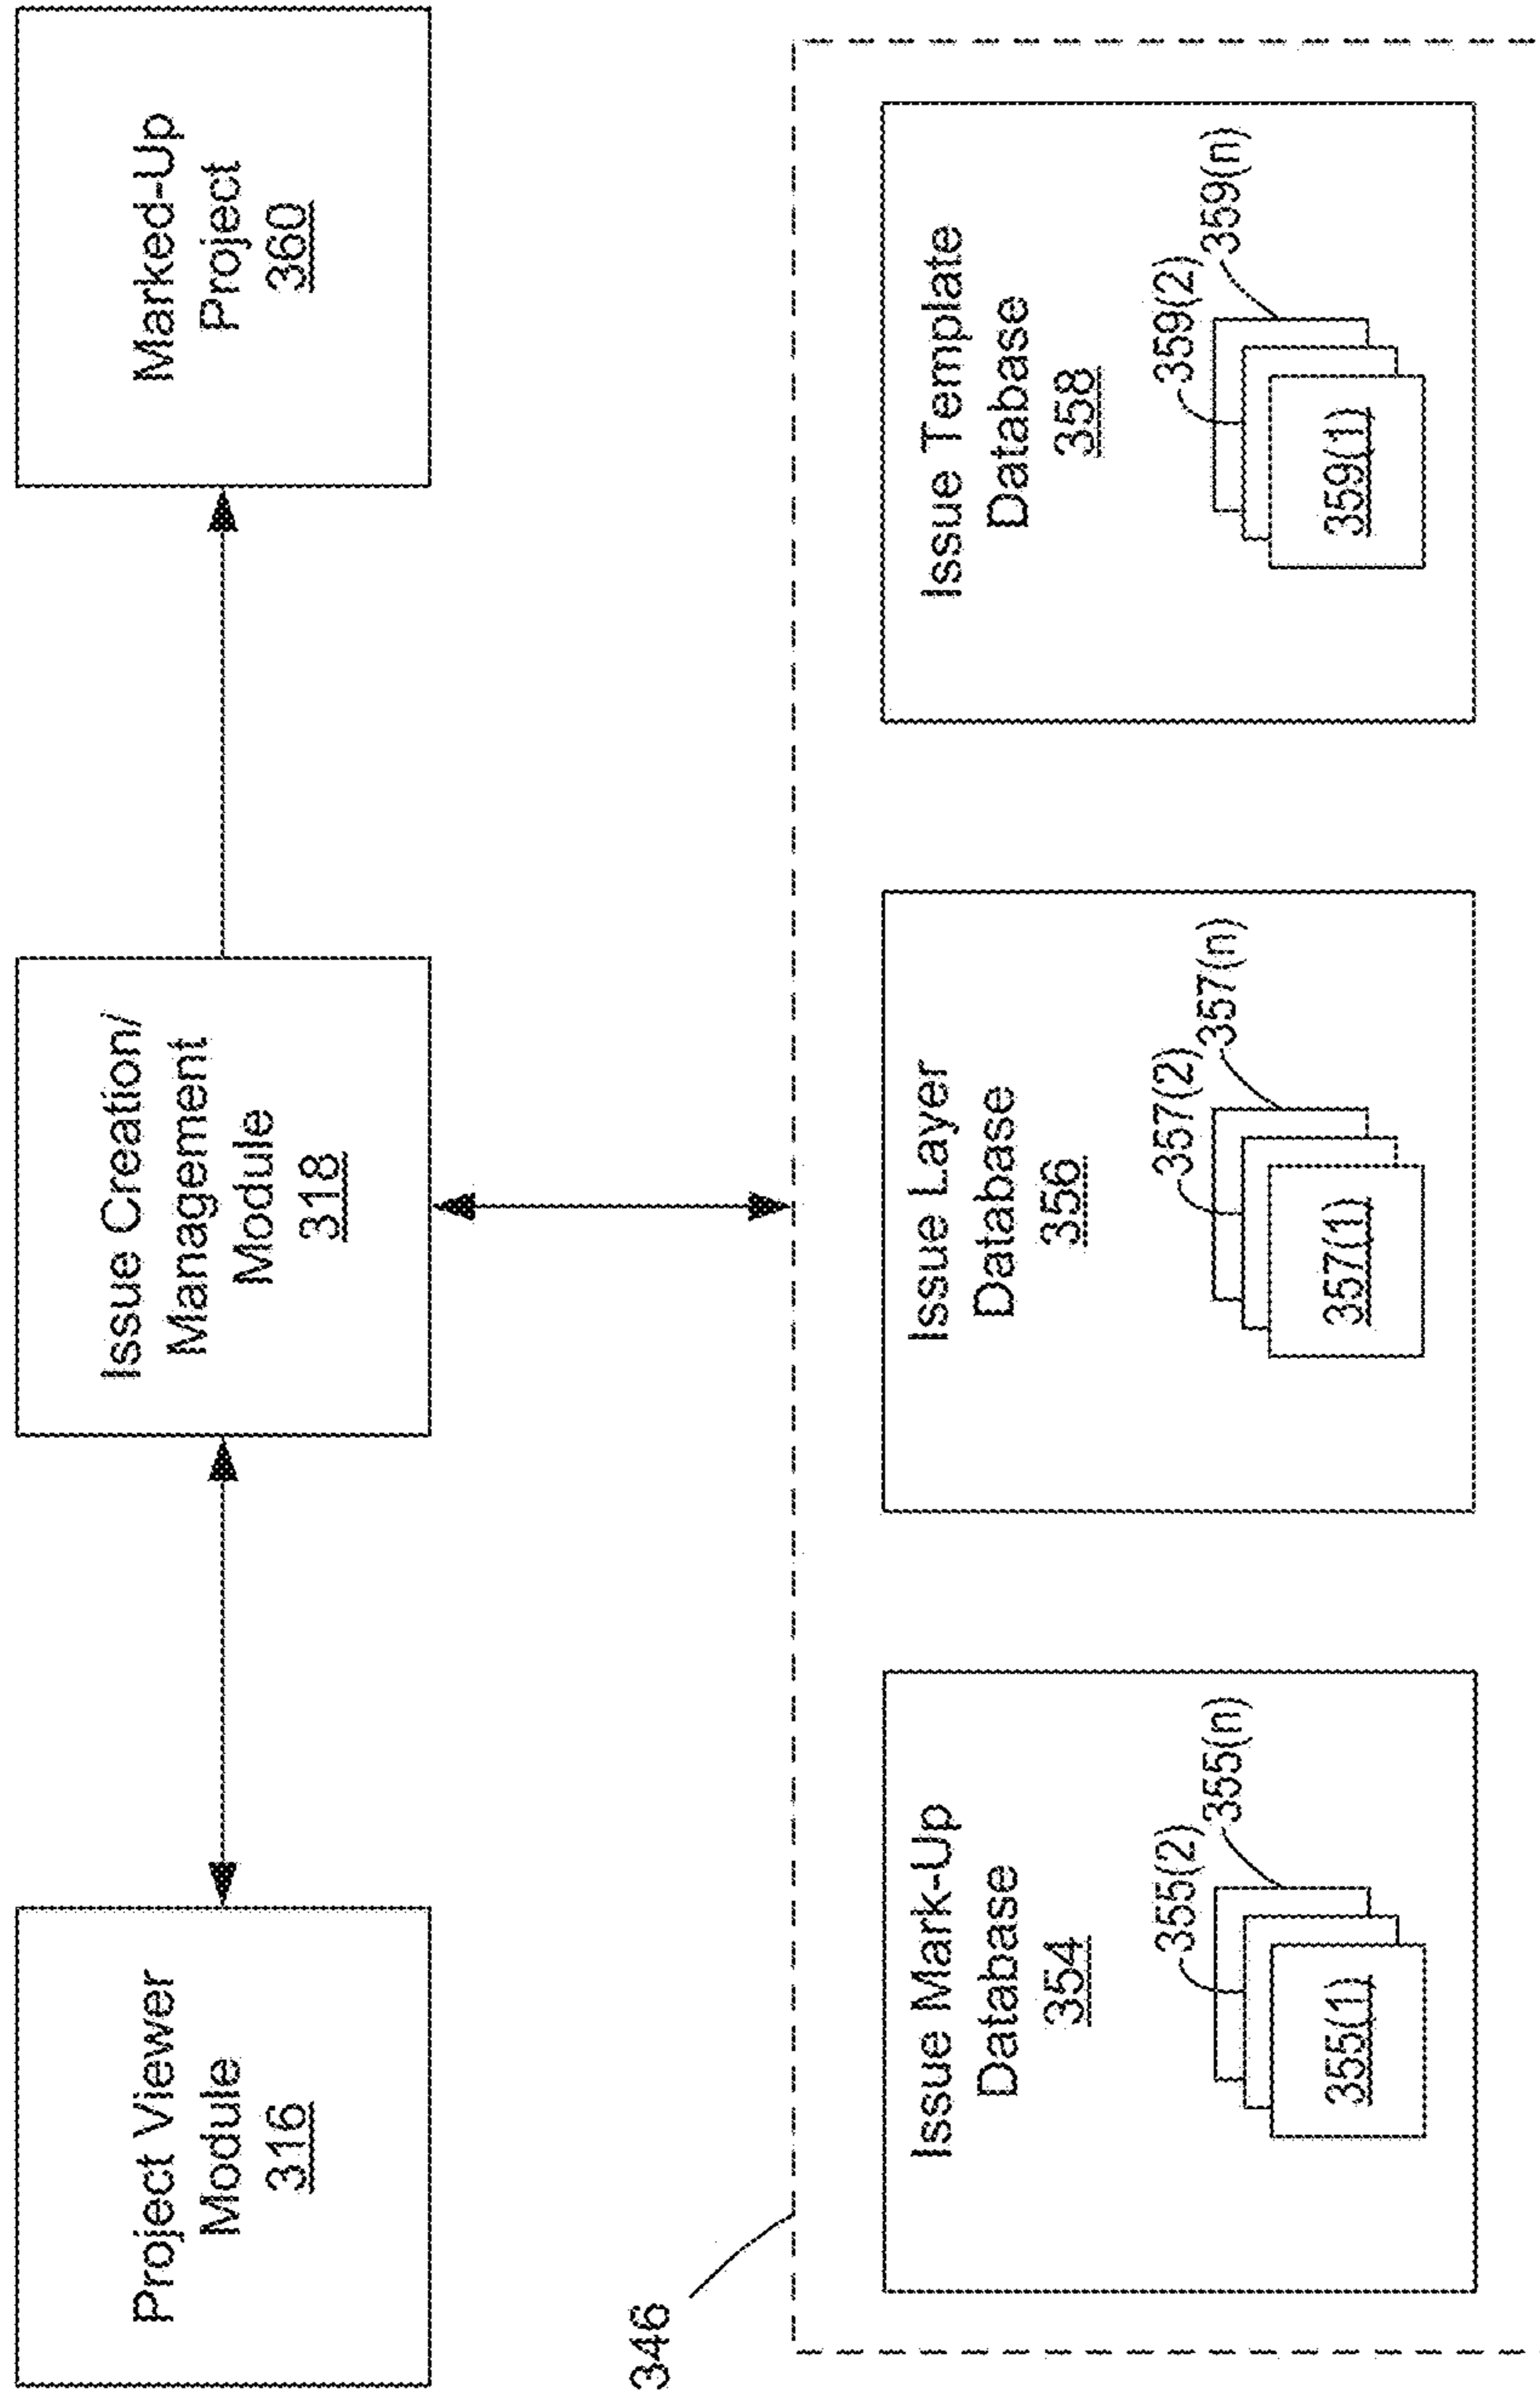 Project Viewer
Module
316
Issue Creation/
Management
Module
318
Marked-Up
Project
360
346
Issue Mark-Up
Database
354
355(2)
355(n)
355(1)
Issue Layer
Database
356
357(2)
357(n)
357(1)
Issue Template
Database
358
359(2)
359(n)
359(1)